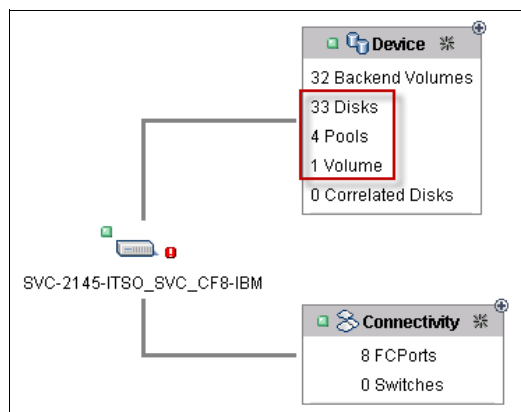 Device
32 Backend Volumes
33 Disks
4 Pools
1 Volume
0 Correlated Disks
SVC-2145-ITSO_SVC_CF8-IBM
Connectivity
8 FCPorts
0 Switches